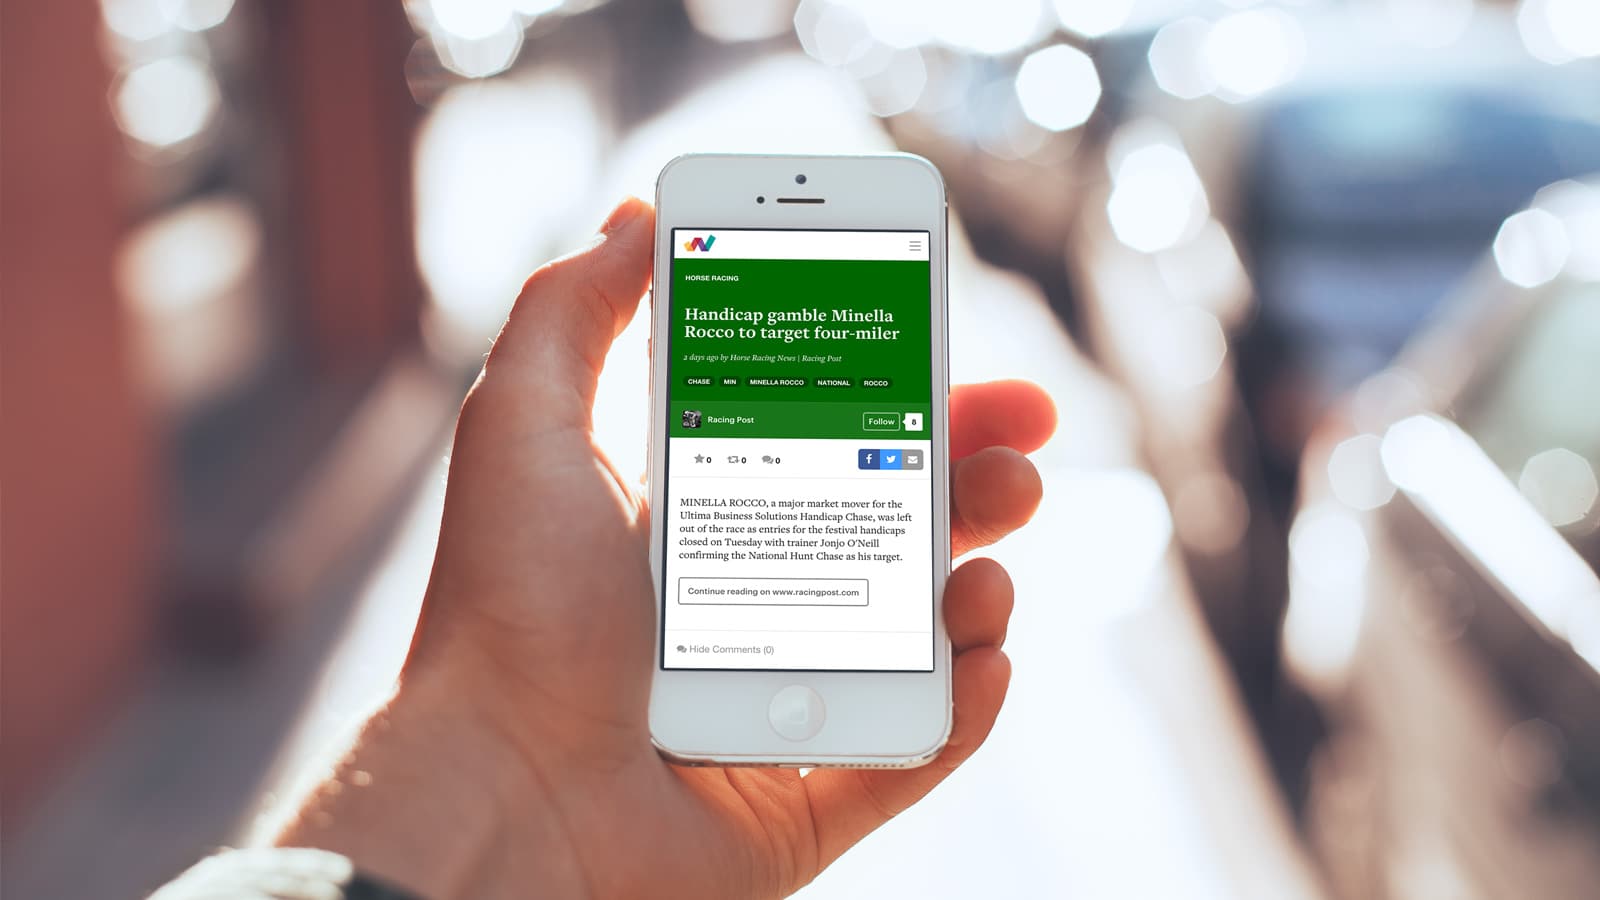 HORSE RACING
Handicap gamble Minella
Rocco to target four-miler
2 days ago by Horse Racing News | Racing Post
CHASE MIN MINELLA ROCCO NATIONAL ROCCO
Racing Post Follow 8
0 0 0
MINELLA ROCCO, a major market mover for the
Ultima Business Solutions Handicap Chase, was left
out of the race as entries for the festival handicaps
closed on Tuesday with trainer Jonjo O'Neill
confirming the National Hunt Chase as his target.
Continue reading on www.racingpost.com
Hide Comments (0)